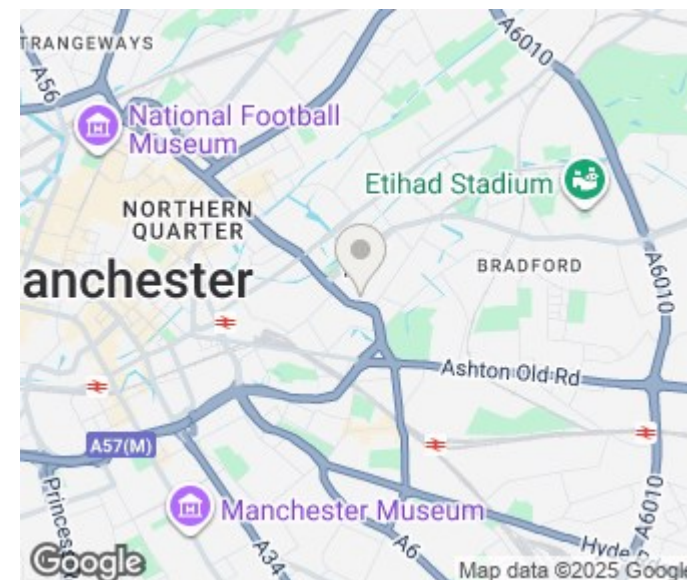 TRANGEWAYS
A56
National Football
Museum
A6010
Etihad Stadium
NORTHERN
QUARTER
BRADFORD
anchester
A6010
Ashton Old Rd
A57(M)
Princess
Manchester Museum
A34
A6
Hyde
A6010
Google
Map data ©2025 Google